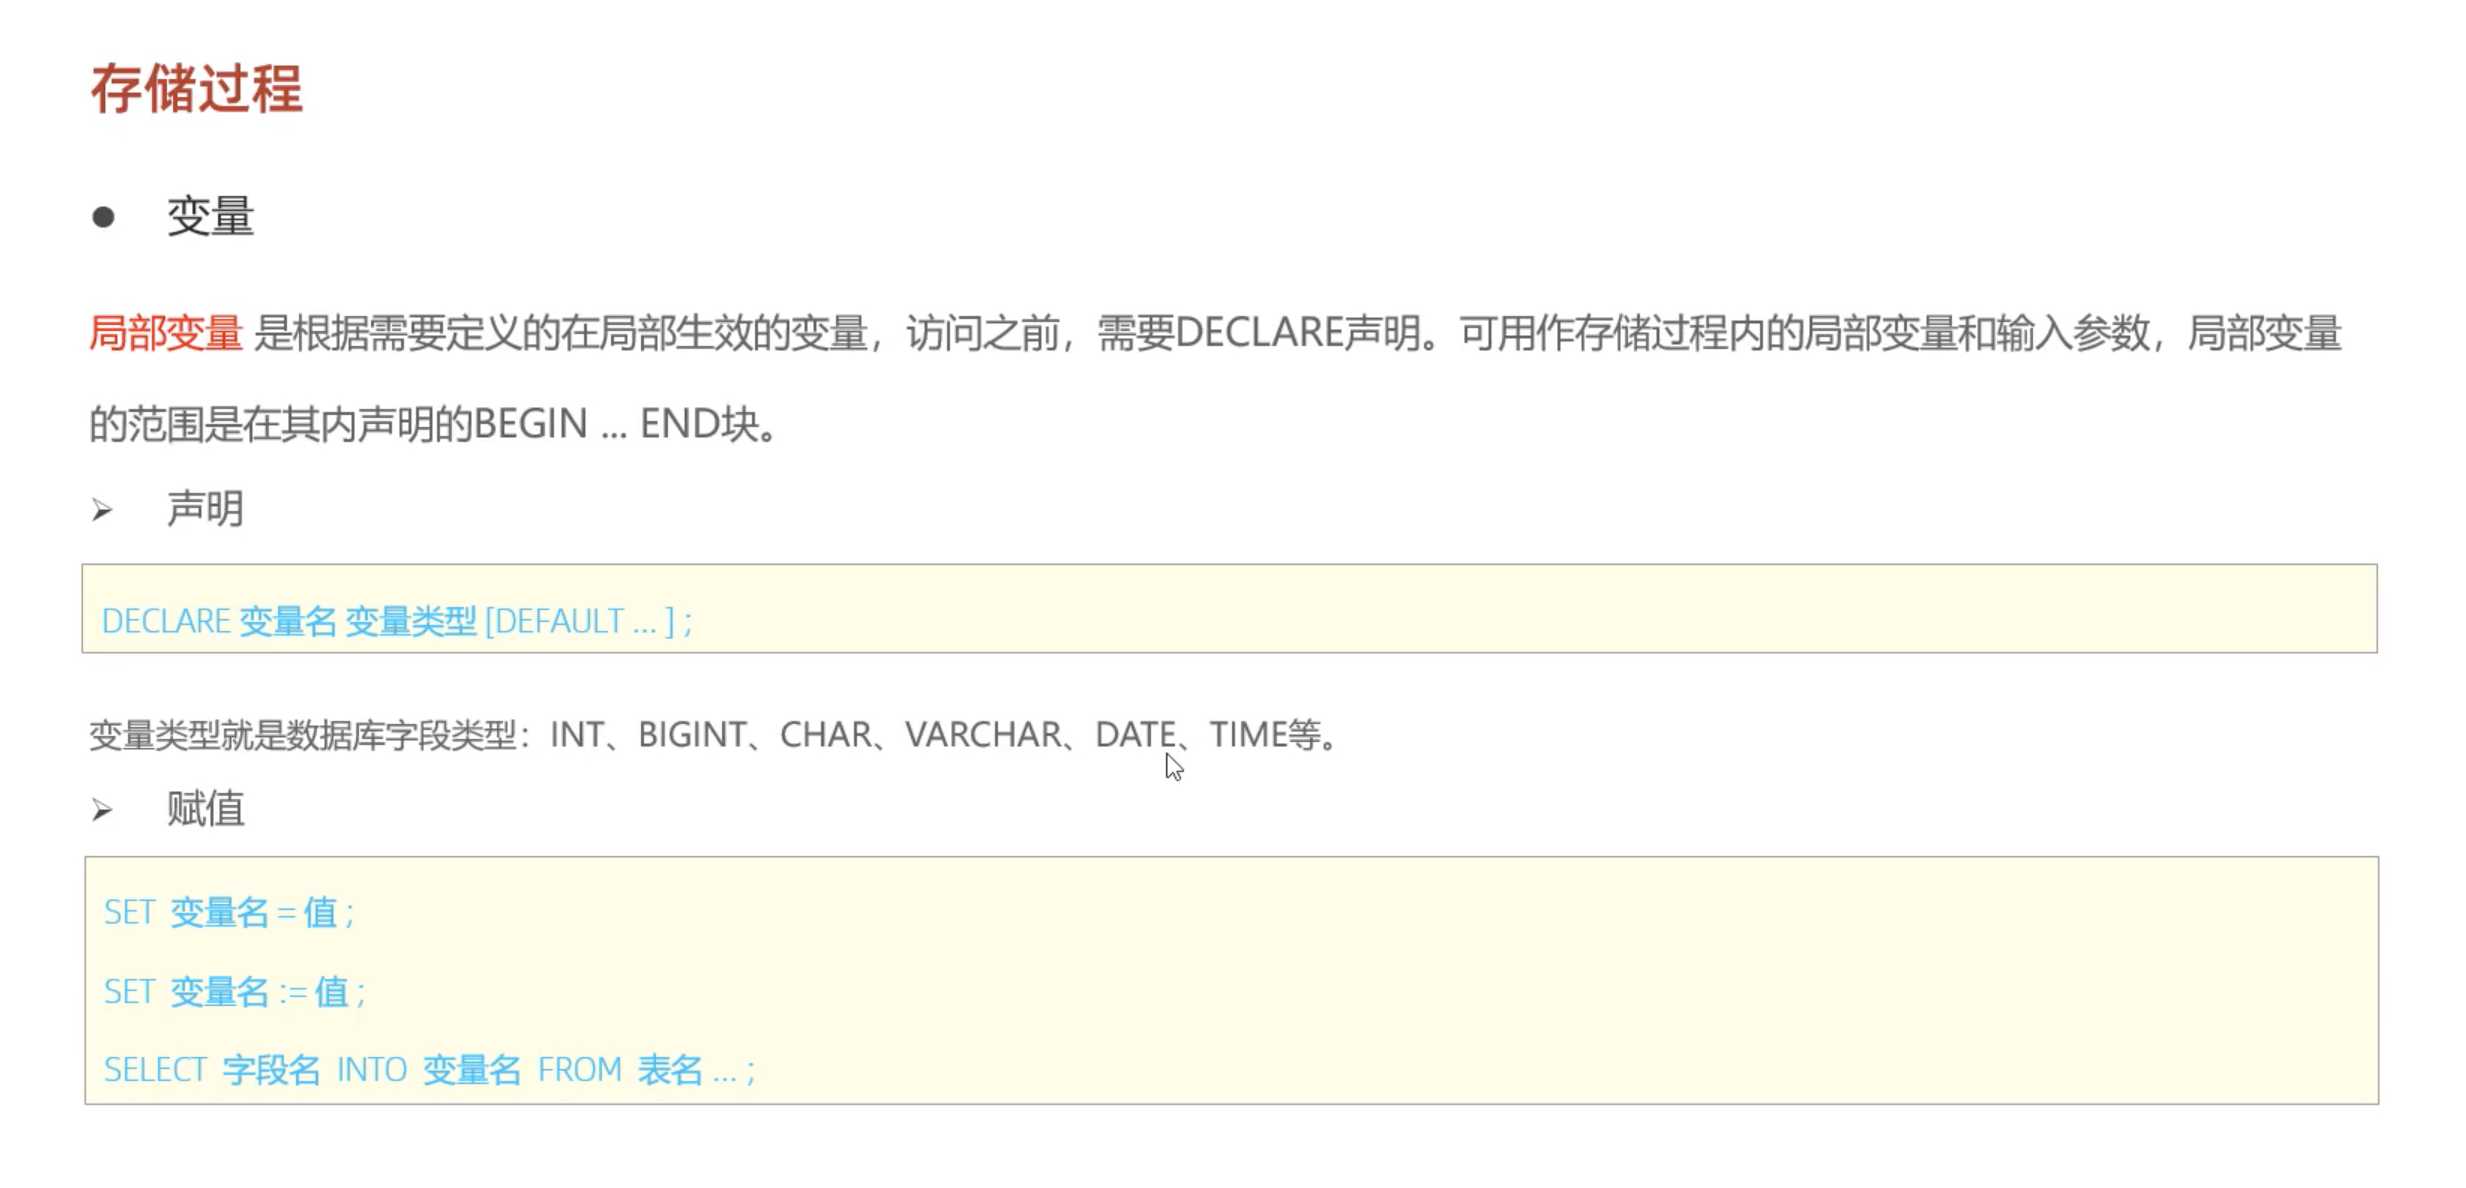 存储过程
● 变量
局部变量 是根据需要定义的在局部生效的变量，访问之前，需要DECLARE声明。可用作存储过程内的局部变量和输入参数，局部变量
的范围是在其内声明的BEGIN ... END块。
➢ 声明
DECLARE 变量名 变量类型 [DEFAULT ... ] ;
变量类型就是数据库字段类型：INT、BIGINT、CHAR、VARCHAR、DATE、TIME等。
➢ 赋值
SET 变量名 = 值 ;
SET 变量名 := 值 ;
SELECT 字段名 INTO 变量名 FROM 表名 ... ;